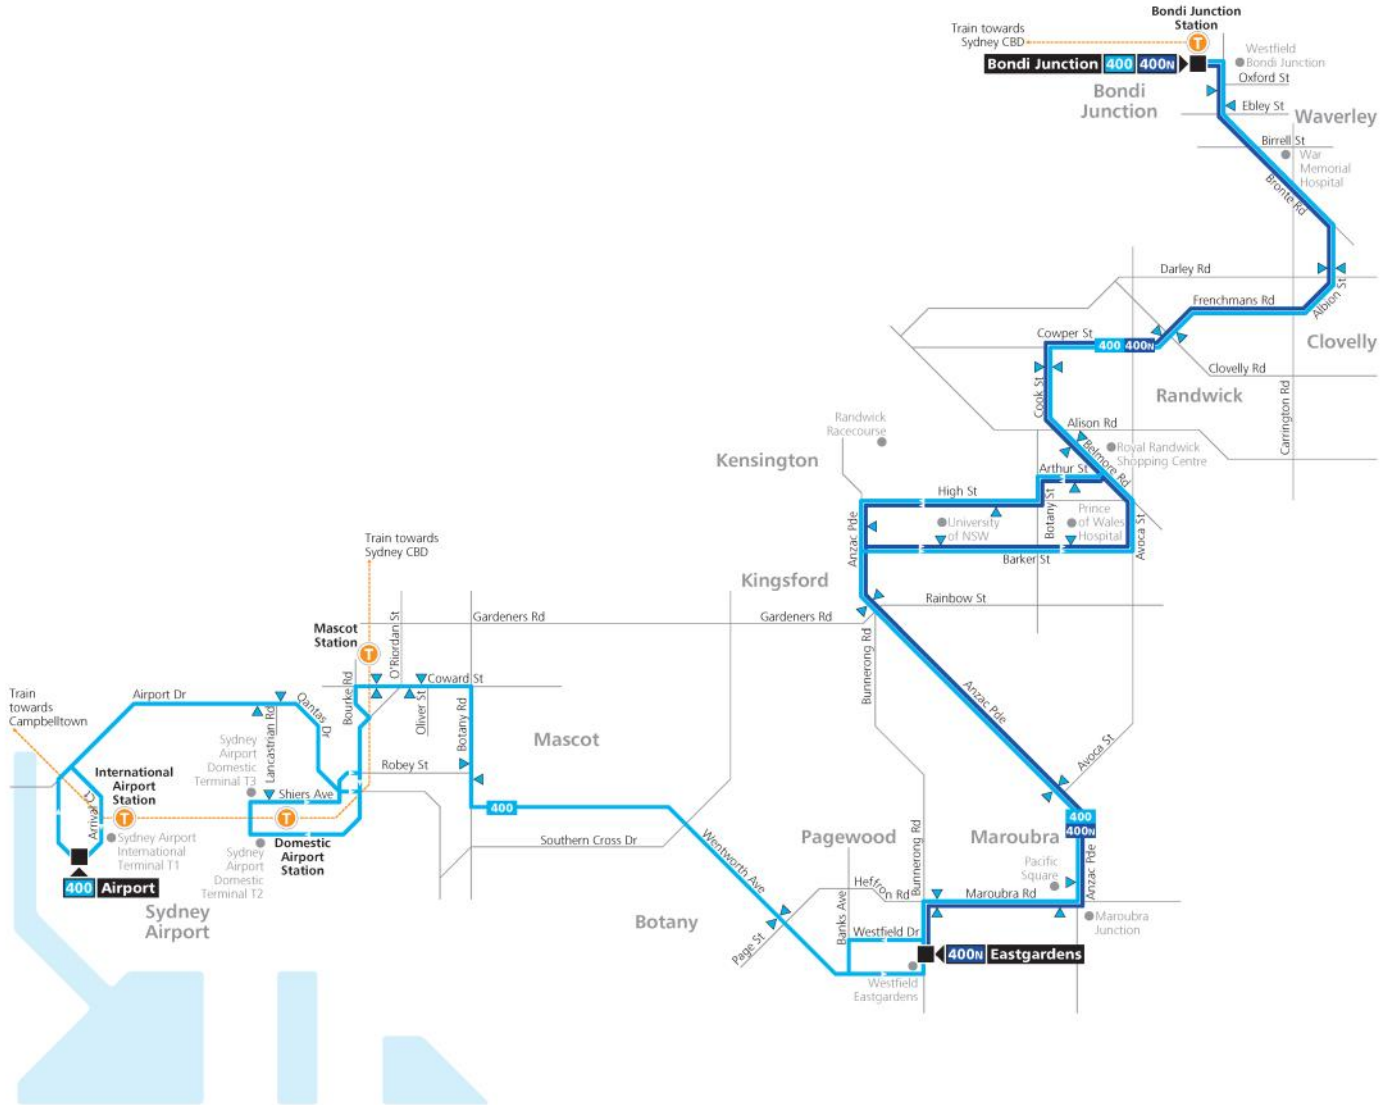 Bondi Junction
Station
Train towards
Sydney CBD
T
Bondi Junction 400 400N
Westfield
Bondi Junction
Oxford St
Bondi
Junction
Ebley St
Waverley
Birrell St
War
Memorial
Hospital
Bronte Rd
Darley Rd
Albion St
Frenchmans Rd
Cowper St
400 400N
Clovelly
Clovelly Rd
Cook St
Randwick
Carrington Rd
Randwick
Racecourse
Alison Rd
Belmore Rd
Royal Randwick
Shopping Centre
Kensington
Arthur St
High St
Botany St
Prince
of Wales
Hospital
University
of NSW
Anzac Pde
Avoca St
Barker St
Train towards
Sydney CBD
Kingsford
Rainbow St
Gardeners Rd
Gardeners Rd
Mascot
Station
T
O'Riordan St
Bunnerong Rd
Coward St
Bourke Rd
Oliver St
Botany Rd
Train
towards
Campbelltown
Airport Dr
Qantas Dr
Lancastrian Rd
Anzac Pde
Mascot
Avoca St
Sydney
Airport
Domestic
Terminal T3
Robey St
International
Airport
Station
Shiers Ave
Arrival Ct
T
T
400
400
400N
Sydney Airport
International
Terminal T1
Domestic
Airport
Station
Sydney
Airport
Domestic
Terminal T2
Southern Cross Dr
Wentworth Ave
Pagewood
Bunnerong Rd
Maroubra
Pacific
Square
Anzac Pde
400 Airport
Heffron Rd
Maroubra Rd
Sydney
Airport
Botany
Banks Ave
Maroubra
Junction
Page St
Westfield Dr
400N Eastgardens
Westfield
Eastgardens